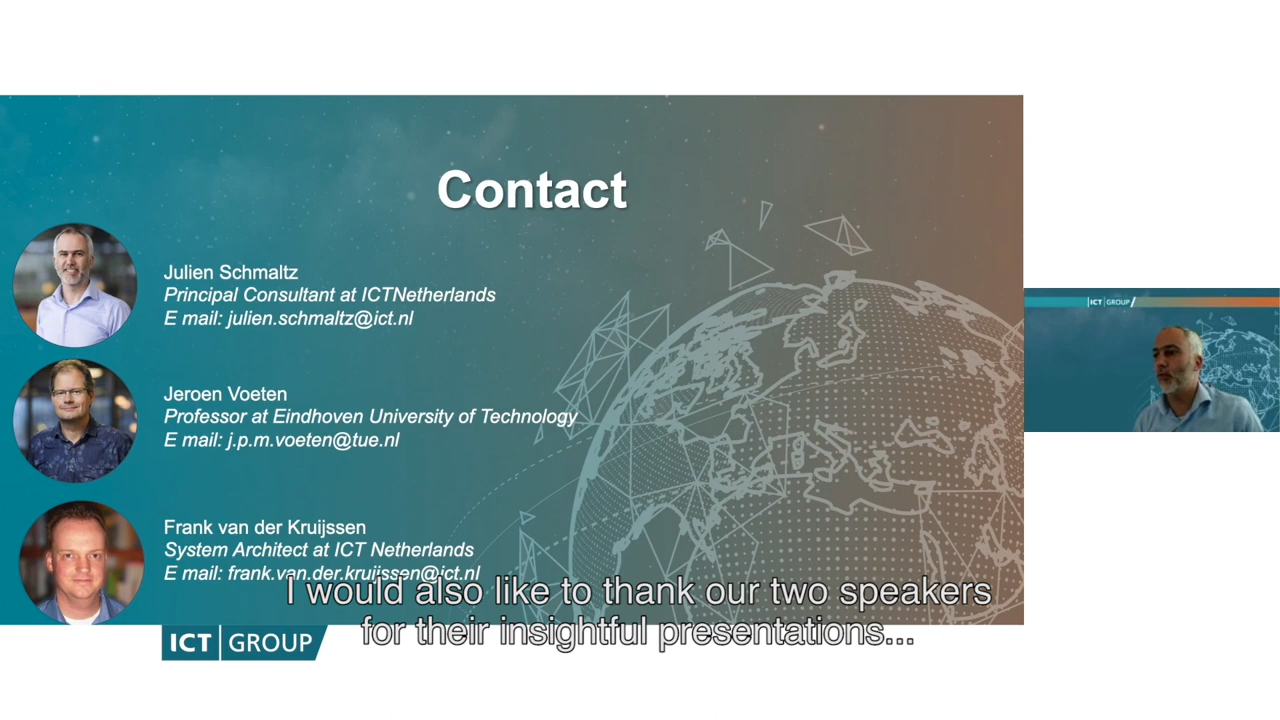 Contact
Julien Schmaltz
Principal Consultant at ICTNetherlands
E mail: julien.schmaltz@ict.nl
Jeroen Voeten
Professor at Eindhoven University of Technology
E mail: j.p.m.voeten@tue.nl
Frank van der Kruijssen
System Architect at ICT Netherlands
E mail: frank.van.der.kruijssen@ict.nl
I would also like to thank our two speakers
for their insightful presentations...
ICT GROUP
ICT GROUP